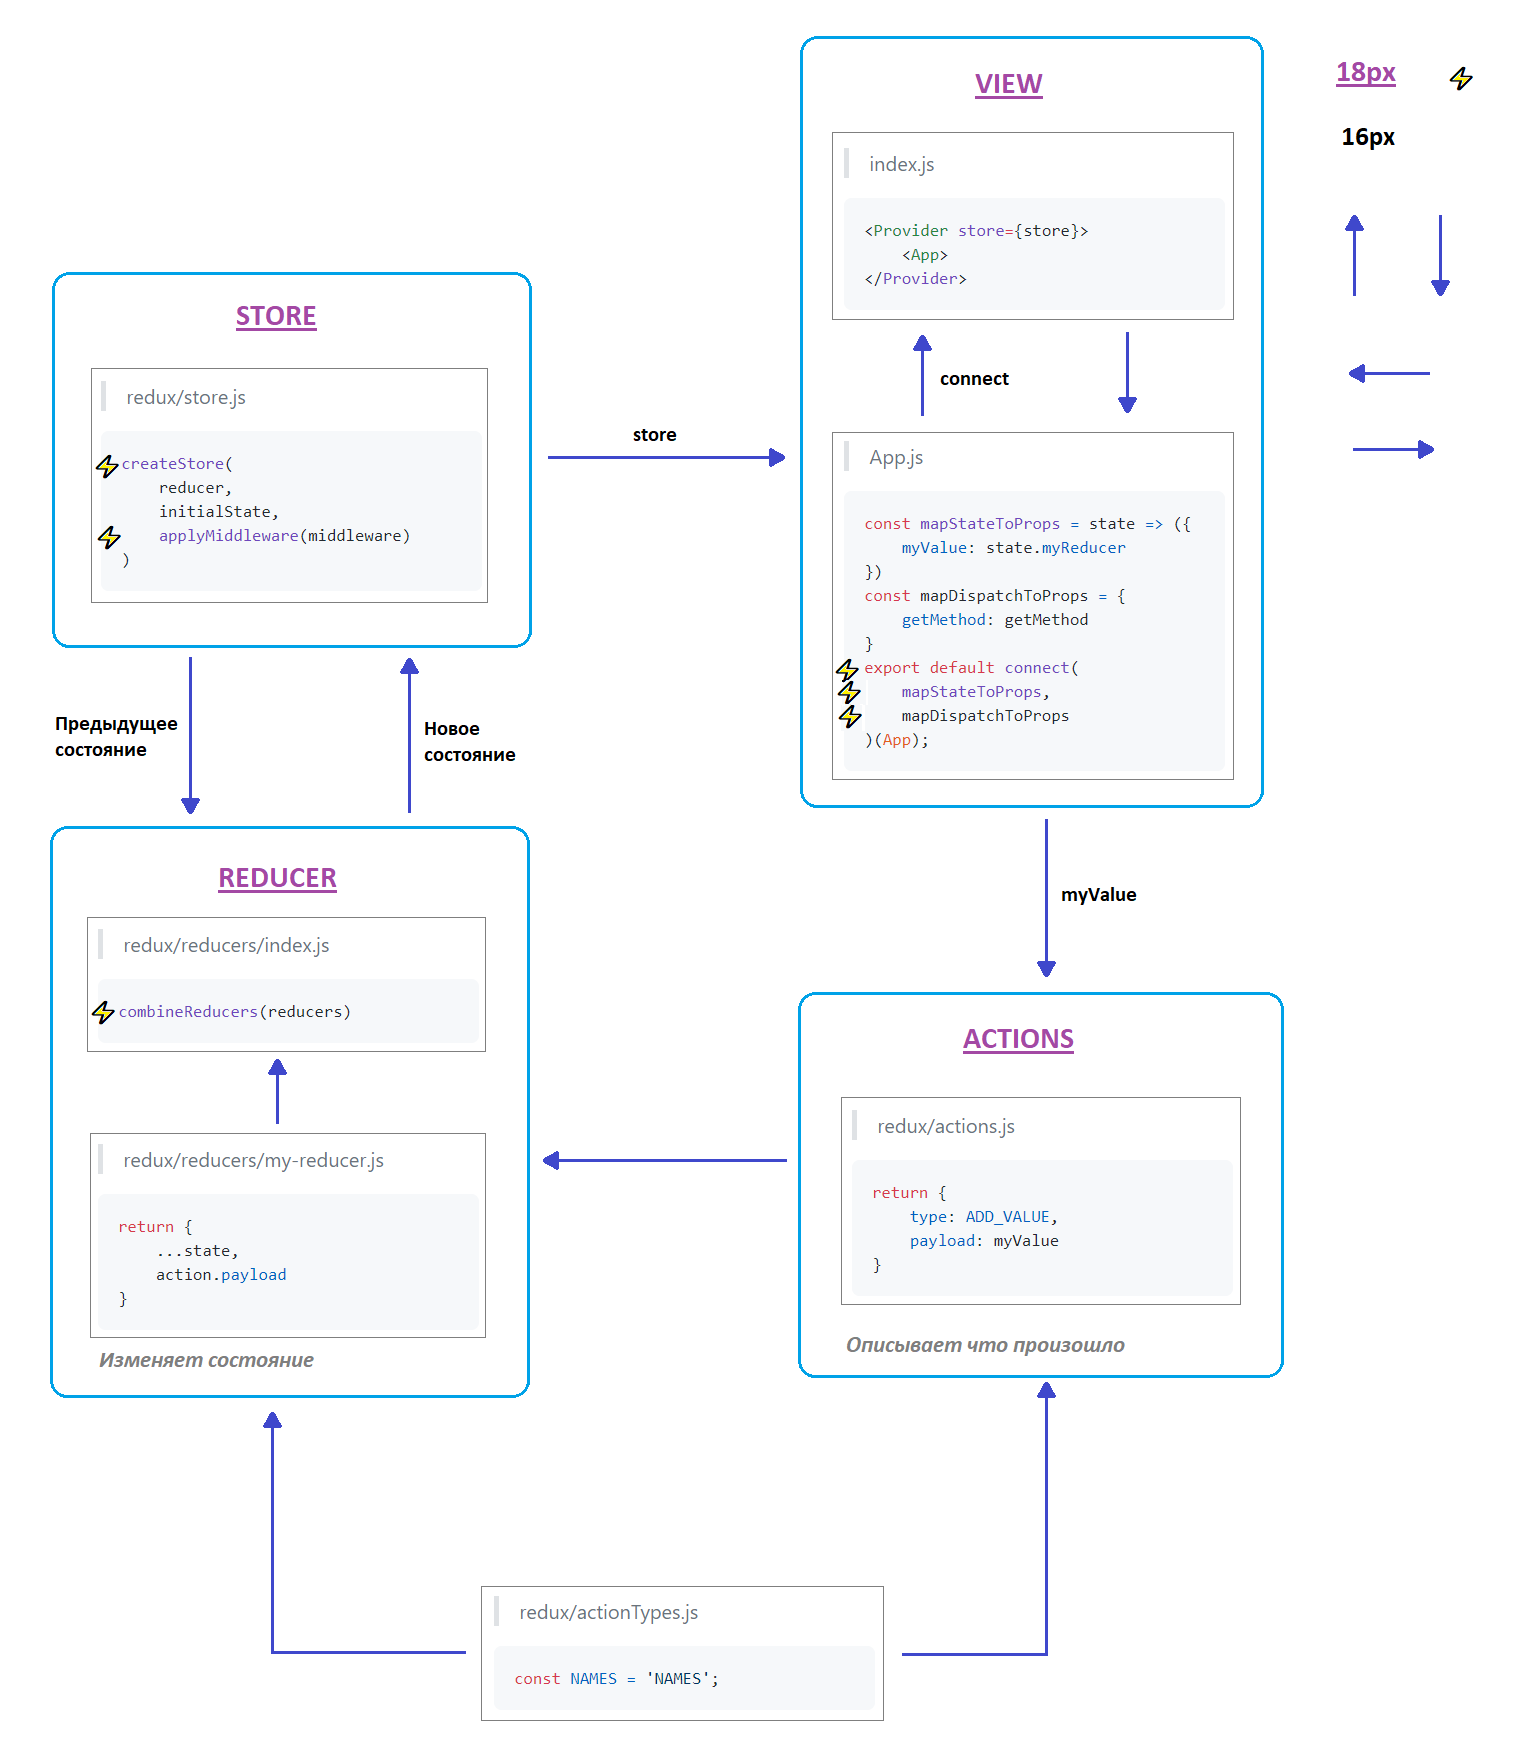 VIEW
index.js
<Provider store={store}>
    <App>
</Provider>
connect
App.js
const mapStateToProps = state => ({
    myValue: state.myReducer
})
const mapDispatchToProps = {
    getMethod: getMethod
}
export default connect(
    mapStateToProps,
    mapDispatchToProps
)(App);
18px
16px
STORE
redux/store.js
createStore(
    reducer,
    initialState,
    applyMiddleware(middleware)
)
store
Предыдущее
состояние
Новое
состояние
myValue
REDUCER
redux/reducers/index.js
combineReducers(reducers)
redux/reducers/my-reducer.js
return {
    ...state,
    action.payload
}
Изменяет состояние
ACTIONS
redux/actions.js
return {
    type: ADD_VALUE,
    payload: myValue
}
Описывает что произошло
redux/actionTypes.js
const NAMES = 'NAMES';